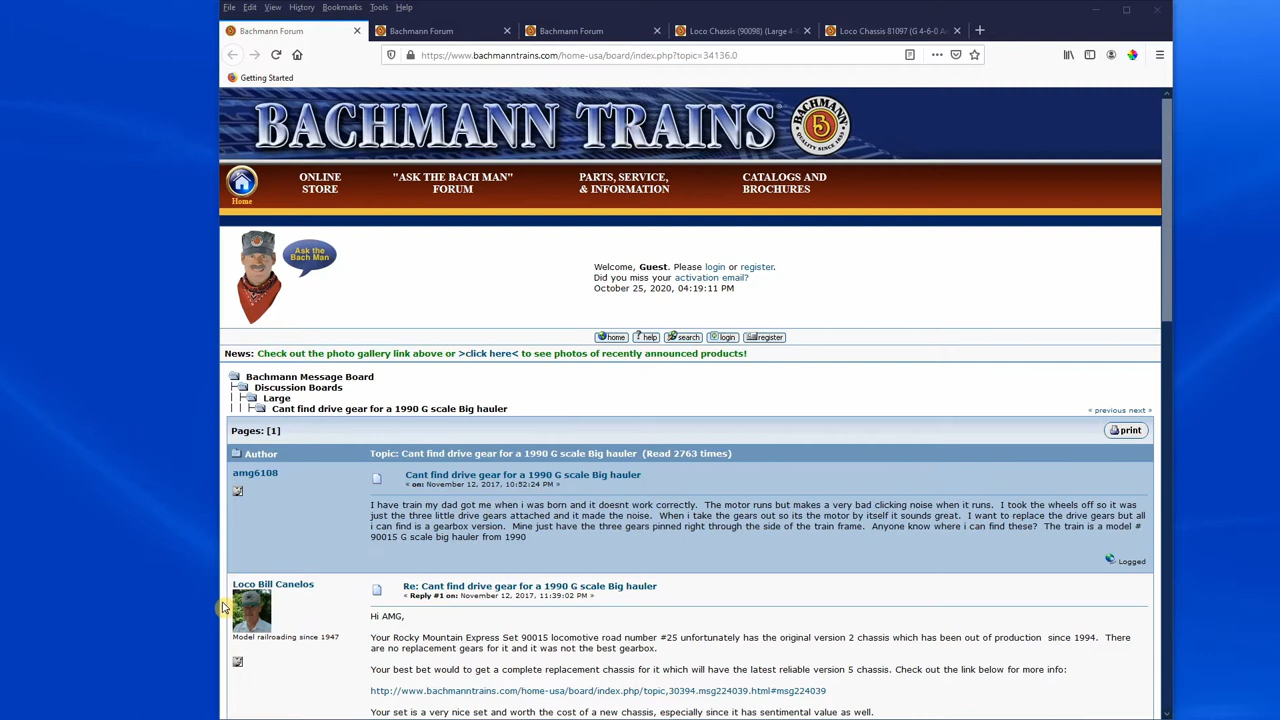 File Edit View History Bookmarks Tools Help
Bachmann Forum
Bachmann Forum
Bachmann Forum
Loco Chassis (90098) (Large 4-
Loco Chassis 81097 (G 4-6-0 A
https://www.bachmanntrains.com/home-usa/board/index.php?topic=34136.0
Getting Started
BACHMANN TRAINS
Home
ONLINE STORE
"ASK THE BACH MAN" FORUM
PARTS, SERVICE, & INFORMATION
CATALOGS AND BROCHURES
Ask the
Bach Man
Welcome, Guest. Please login or register.
Did you miss your activation email?
October 25, 2020, 04:19:11 PM
home help search login register
News: Check out the photo gallery link above or >click here< to see photos of recently announced products!
Bachmann Message Board
Discussion Boards
Large
Cant find drive gear for a 1990 G scale Big hauler
« previous next »
Pages: [1]
print
Author
Topic: Cant find drive gear for a 1990 G scale Big hauler (Read 2763 times)
amg6108
Cant find drive gear for a 1990 G scale Big hauler
« on: November 12, 2017, 10:52:24 PM »
I have train my dad got me when i was born and it doesnt work correctly. The motor runs but makes a very bad clicking noise when it runs. I took the wheels off so it was
just the three little drive gears attached and it made the noise. When i take the gears out so its the motor by itself it sounds great. I want to replace the drive gears but all
i can find is a gearbox version. Mine just have the three gears pinned right through the side of the train frame. Anyone know where i can find these? The train is a model #
90015 G scale big hauler from 1990
Logged
Loco Bill Canelos
Model railroading since 1947
Re: Cant find drive gear for a 1990 G scale Big hauler
« Reply #1 on: November 12, 2017, 11:39:02 PM »
Hi AMG,
Your Rocky Mountain Express Set 90015 locomotive road number #25 unfortunately has the original version 2 chassis which has been out of production since 1994. There
are no replacement gears for it and it was not the best gearbox.
Your best bet would to get a complete replacement chassis for it which will have the latest reliable version 5 chassis. Check out the link below for more info:
http://www.bachmanntrains.com/home-usa/board/index.php/topic,30394.msg224039.html#msg224039
Your set is a very nice set and worth the cost of a new chassis, especially since it has sentimental value as well.